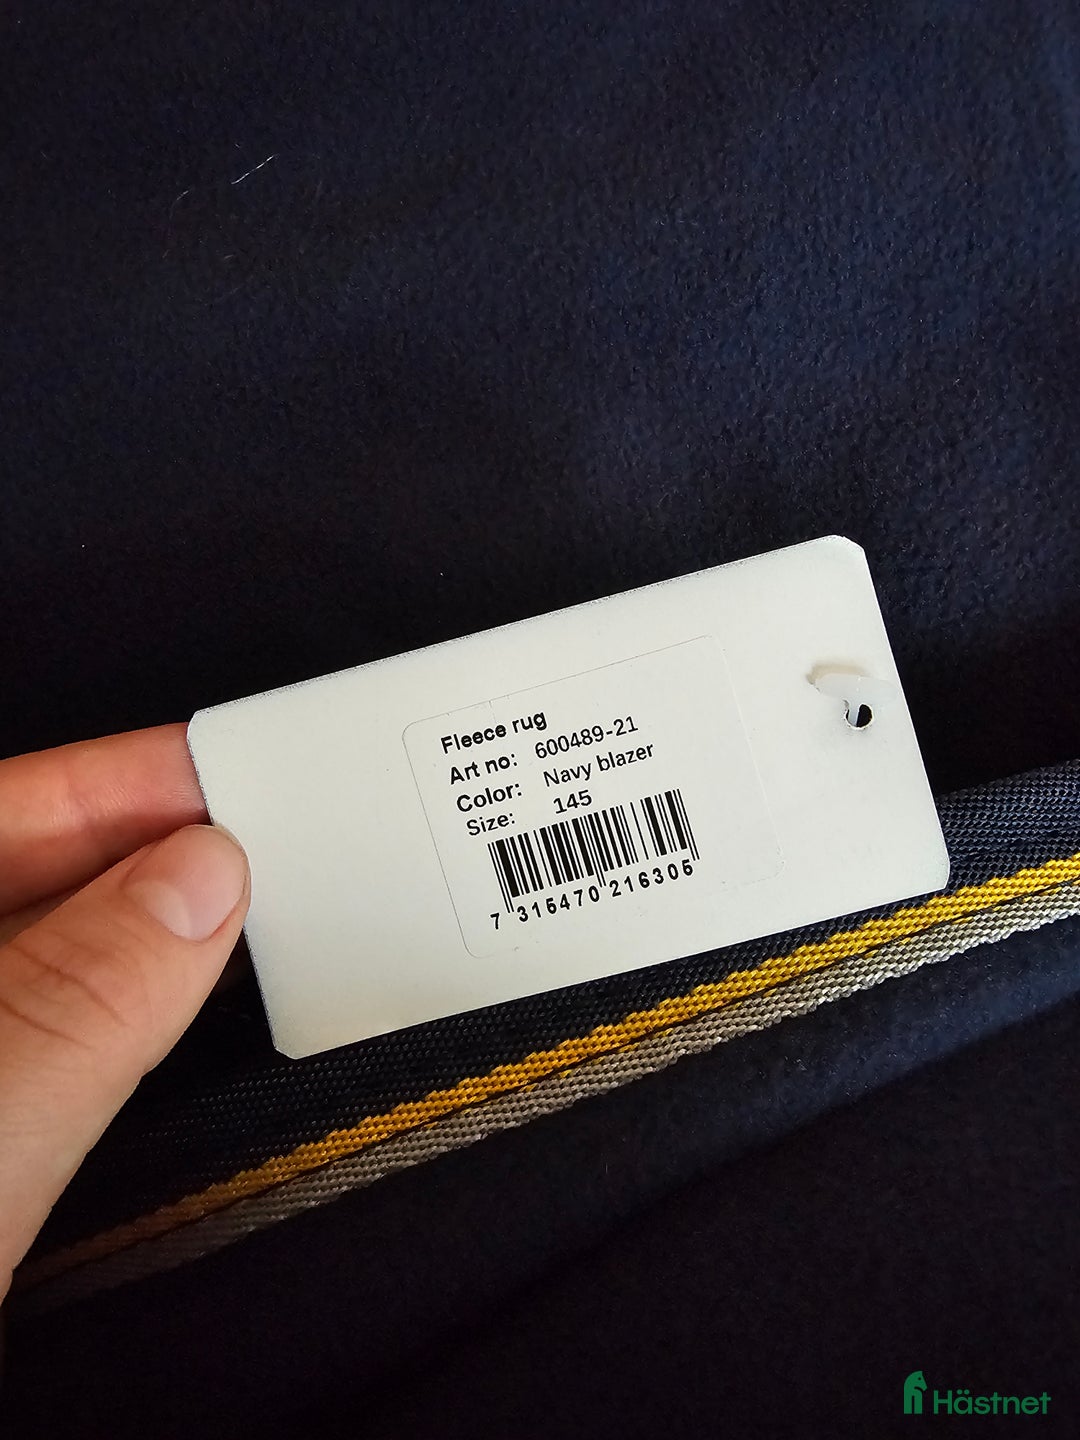 Fleece rug
Art no: 600489-21
Color: Navy blazer
Size: 145
7 315470 216305
Hästnet